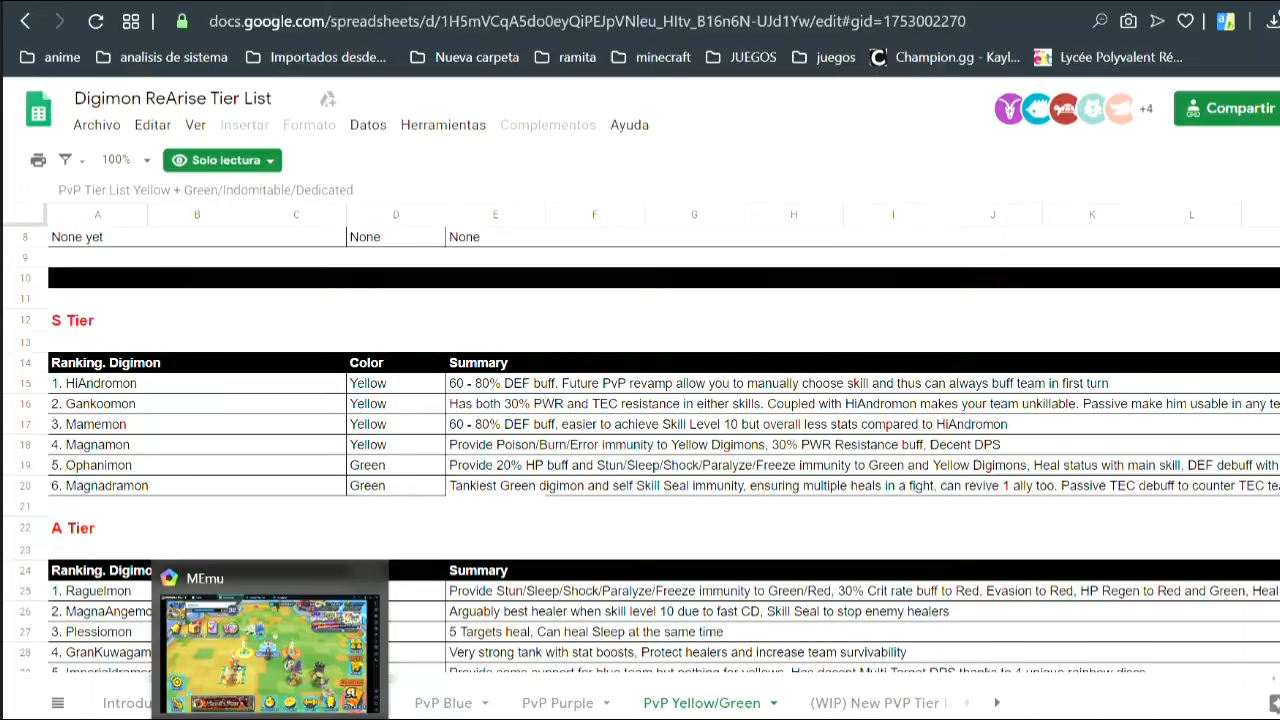 docs.google.com/spreadsheets/d/1H5mVCqA5do0eyQiPEJpVNleu_HItv_B16n6N-UJd1Yw/edit#gid=1753002270
anime analisis de sistema Importados desde... Nueva carpeta ramita minecraft JUEGOS juegos Champion.gg - Kayl... Lycée Polyvalent Ré...
Digimon ReArise Tier List
+4
Compartir
Archivo Editar Ver Insertar Formato Datos Herramientas Complementos Ayuda
100% Solo lectura
PvP Tier List Yellow + Green/Indomitable/Dedicated
A B C D E F G H I J K L
8 None yet None None
9
10
11
12 S Tier
13
14 Ranking. Digimon Color Summary
15 1. HiAndromon Yellow 60 - 80% DEF buff. Future PvP revamp allow you to manually choose skill and thus can always buff team in first turn
16 2. Gankoomon Yellow Has both 30% PWR and TEC resistance in either skills. Coupled with HiAndromon makes your team unkillable. Passive make him usable in any te
17 3. Mamemon Yellow 60 - 80% DEF buff, easier to achieve Skill Level 10 but overall less stats compared to HiAndromon
18 4. Magnamon Yellow Provide Poison/Burn/Error immunity to Yellow Digimons, 30% PWR Resistance buff, Decent DPS
19 5. Ophanimon Green Provide 20% HP buff and Stun/Sleep/Shock/Paralyze/Freeze immunity to Green and Yellow Digimons, Heal status with main skill, DEF debuff with
20 6. Magnadramon Green Tankiest Green digimon and self Skill Seal immunity, ensuring multiple heals in a fight, can revive 1 ally too. Passive TEC debuff to counter TEC tea
21
22 A Tier
23
24 Ranking. Digimo Summary
25 1. Raguelmon Provide Stun/Sleep/Shock/Paralyze/Freeze immunity to Green/Red, 30% Crit rate buff to Red, Evasion to Red, HP Regen to Red and Green, Heal
26 2. MagnaAngemo Arguably best healer when skill level 10 due to fast CD, Skill Seal to stop enemy healers
27 3. Plessiomon 5 Targets heal, Can heal Sleep at the same time
28 4. GranKuwagam Very strong tank with stat boosts, Protect healers and increase team survivability
MEmu
Introdu PvP Blue PvP Purple PvP Yellow/Green (WIP) New PVP Tier